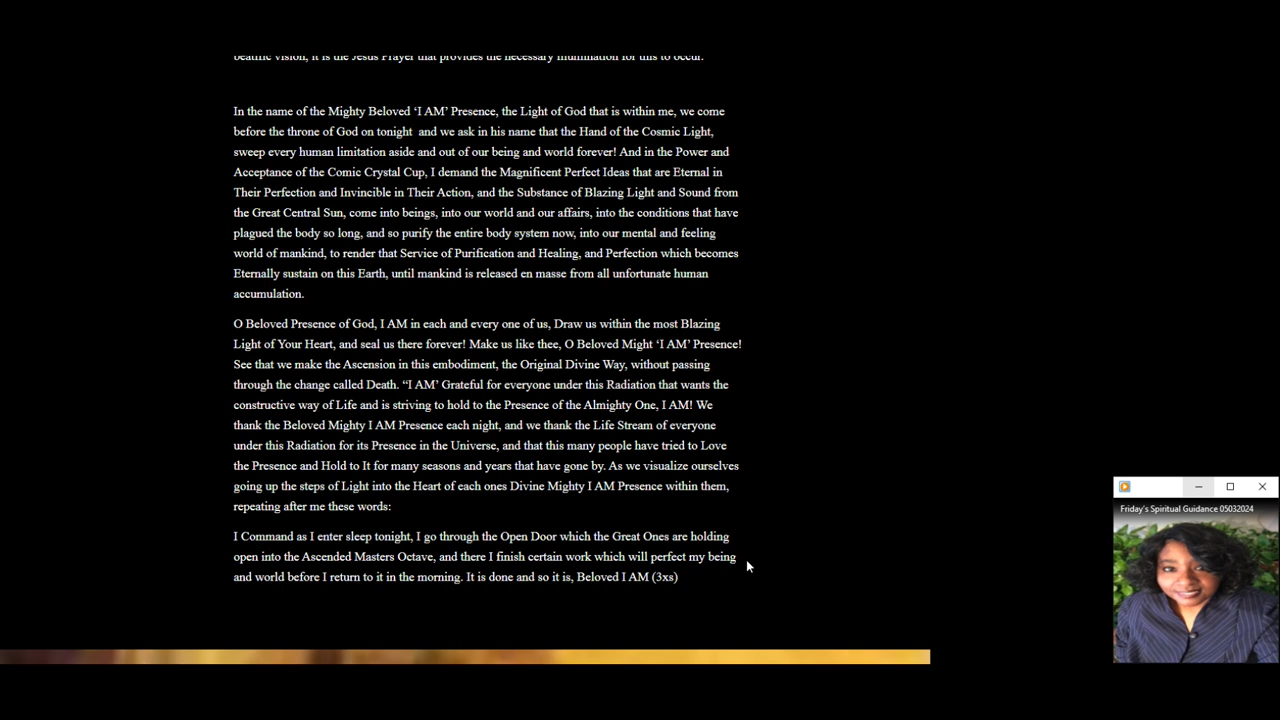 beatific vision, it is the Jesus Prayer that provides the necessary illumination for this to occur.
In the name of the Mighty Beloved ‘I AM’ Presence, the Light of God that is within me, we come
before the throne of God on tonight and we ask in his name that the Hand of the Cosmic Light,
sweep every human limitation aside and out of our being and world forever! And in the Power and
Acceptance of the Comic Crystal Cup, I demand the Magnificent Perfect Ideas that are Eternal in
Their Perfection and Invincible in Their Action, and the Substance of Blazing Light and Sound from
the Great Central Sun, come into beings, into our world and our affairs, into the conditions that have
plagued the body so long, and so purify the entire body system now, into our mental and feeling
world of mankind, to render that Service of Purification and Healing, and Perfection which becomes
Eternally sustain on this Earth, until mankind is released en masse from all unfortunate human
accumulation.
O Beloved Presence of God, I AM in each and every one of us, Draw us within the most Blazing
Light of Your Heart, and seal us there forever! Make us like thee, O Beloved Might ‘I AM’ Presence!
See that we make the Ascension in this embodiment, the Original Divine Way, without passing
through the change called Death. “I AM’ Grateful for everyone under this Radiation that wants the
constructive way of Life and is striving to hold to the Presence of the Almighty One, I AM! We
thank the Beloved Mighty I AM Presence each night, and we thank the Life Stream of everyone
under this Radiation for its Presence in the Universe, and that this many people have tried to Love
the Presence and Hold to It for many seasons and years that have gone by. As we visualize ourselves
going up the steps of Light into the Heart of each ones Divine Mighty I AM Presence within them,
repeating after me these words:
I Command as I enter sleep tonight, I go through the Open Door which the Great Ones are holding
open into the Ascended Masters Octave, and there I finish certain work which will perfect my being
and world before I return to it in the morning. It is done and so it is, Beloved I AM (3xs)
Friday's Spiritual Guidance 05032024